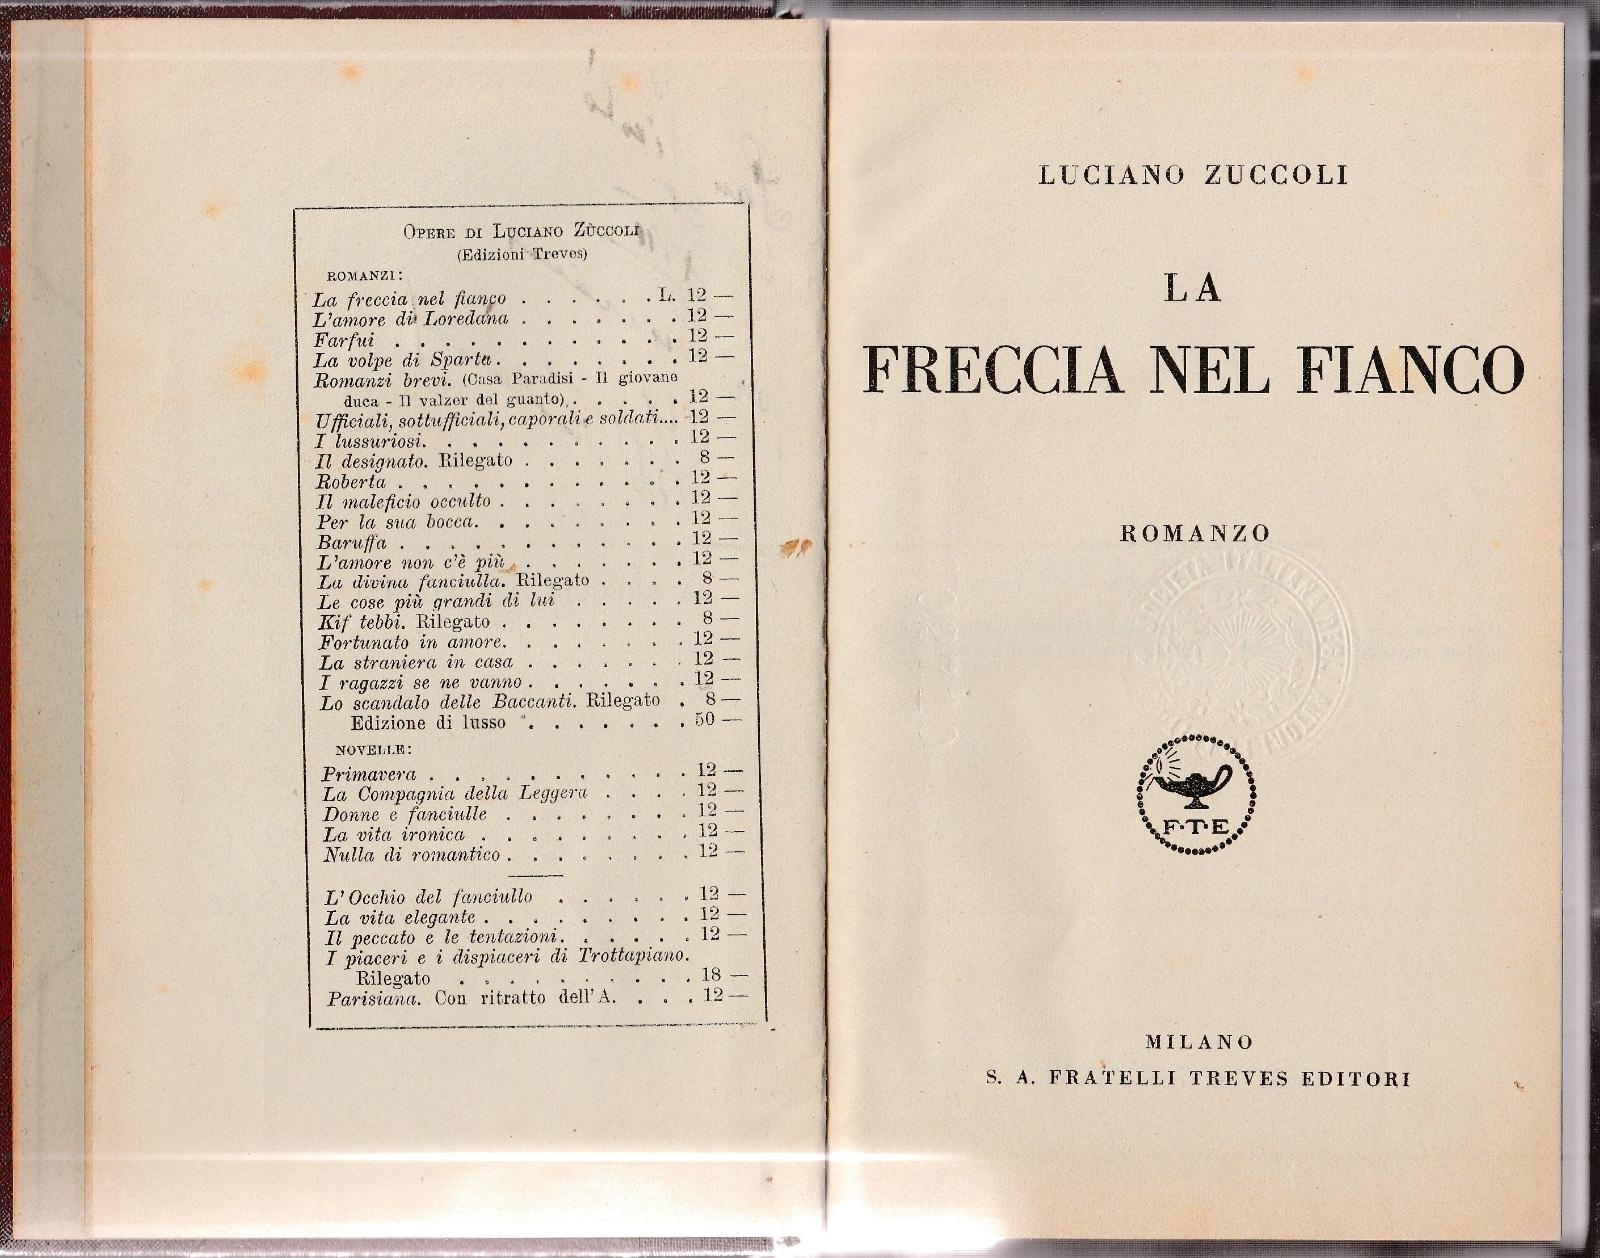 OPERE DI LUCIANO ZÙCCOLI
(Edizioni Treves)
ROMANZI:
La freccia nel fianco . . . . . . L. 12 —
L'amore di Loredana . . . . . . . 12 —
Farfui . . . . . . . . . . . . 12 —
La volpe di Sparta . . . . . . . . 12 —
Romanzi brevi. (Casa Paradisi - Il giovane
duca - Il valzer del guanto) . . . . . 12 —
Ufficiali, sottufficiali, caporali e soldati.... 12 —
I lussuriosi. . . . . . . . . . . 12 —
Il designato. Rilegato . . . . . . . 8 —
Roberta . . . . . . . . . . . . 12 —
Il maleficio occulto . . . . . . . . 12 —
Per la sua bocca. . . . . . . . . 12 —
Baruffa . . . . . . . . . . . . 12 —
L'amore non c'è più . . . . . . . 12 —
La divina fanciulla. Rilegato . . . . 8 —
Le cose più grandi di lui . . . . . 12 —
Kif tebbi. Rilegato . . . . . . . . 8 —
Fortunato in amore. . . . . . . . 12 —
La straniera in casa . . . . . . . 12 —
I ragazzi se ne vanno . . . . . . . 12 —
Lo scandalo delle Baccanti. Rilegato . 8 —
Edizione di lusso . . . . . . . 50 —
NOVELLE:
Primavera . . . . . . . . . . . 12 —
La Compagnia della Leggera . . . . 12 —
Donne e fanciulle . . . . . . . . 12 —
La vita ironica . . . . . . . . . 12 —
Nulla di romantico . . . . . . . . 12 —
L'Occhio del fanciullo . . . . . . 12 —
La vita elegante . . . . . . . . . 12 —
Il peccato e le tentazioni. . . . . . 12 —
I piaceri e i dispiaceri di Trottapiano.
Rilegato . . . . . . . . . . 18 —
Parisiana. Con ritratto dell'A. . . . 12 —
LUCIANO ZUCCOLI
LA
FRECCIA NEL FIANCO
ROMANZO
SOCIETÀ ITALIANA DEGLI AUTORI
F·T·E
MILANO
S. A. FRATELLI TREVES EDITORI